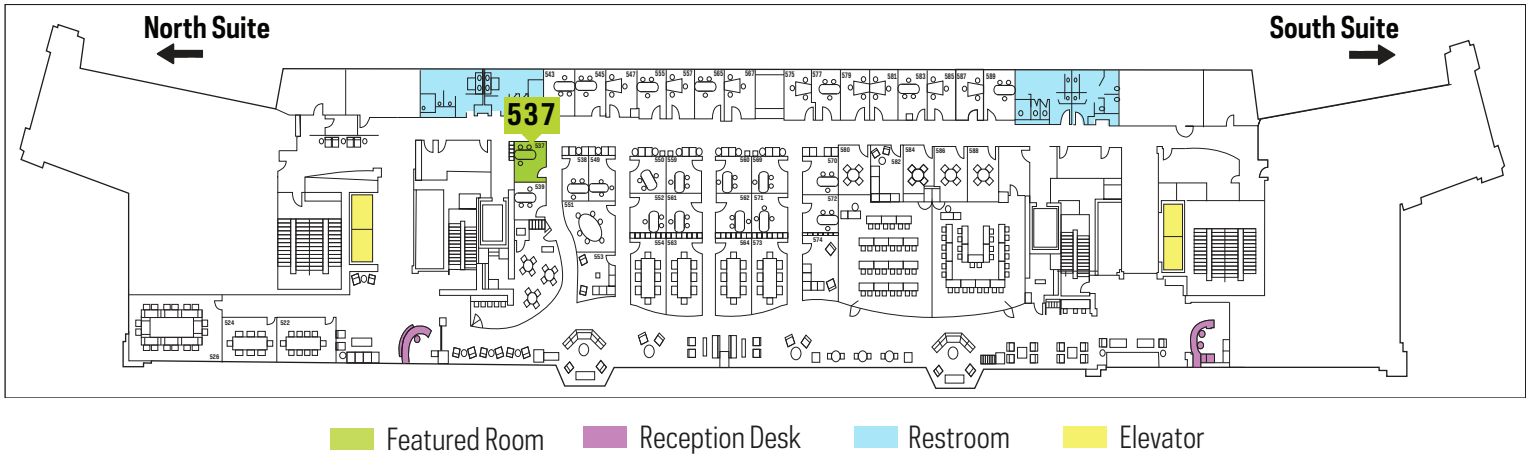 North Suite
South Suite
543 545 547 555 557 565 567 575 577 579 581 583 585 587 589
537
537 538 549 550 559 560 569 570 580 582 584 586 588
539
551 552 561 562 571 572
553 554 563 564 573 574
526 524 522
Featured Room
Reception Desk
Restroom
Elevator